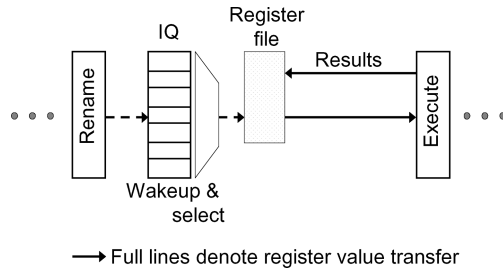 Register
file
IQ
Results
Rename
Execute
Wakeup &
select
Full lines denote register value transfer